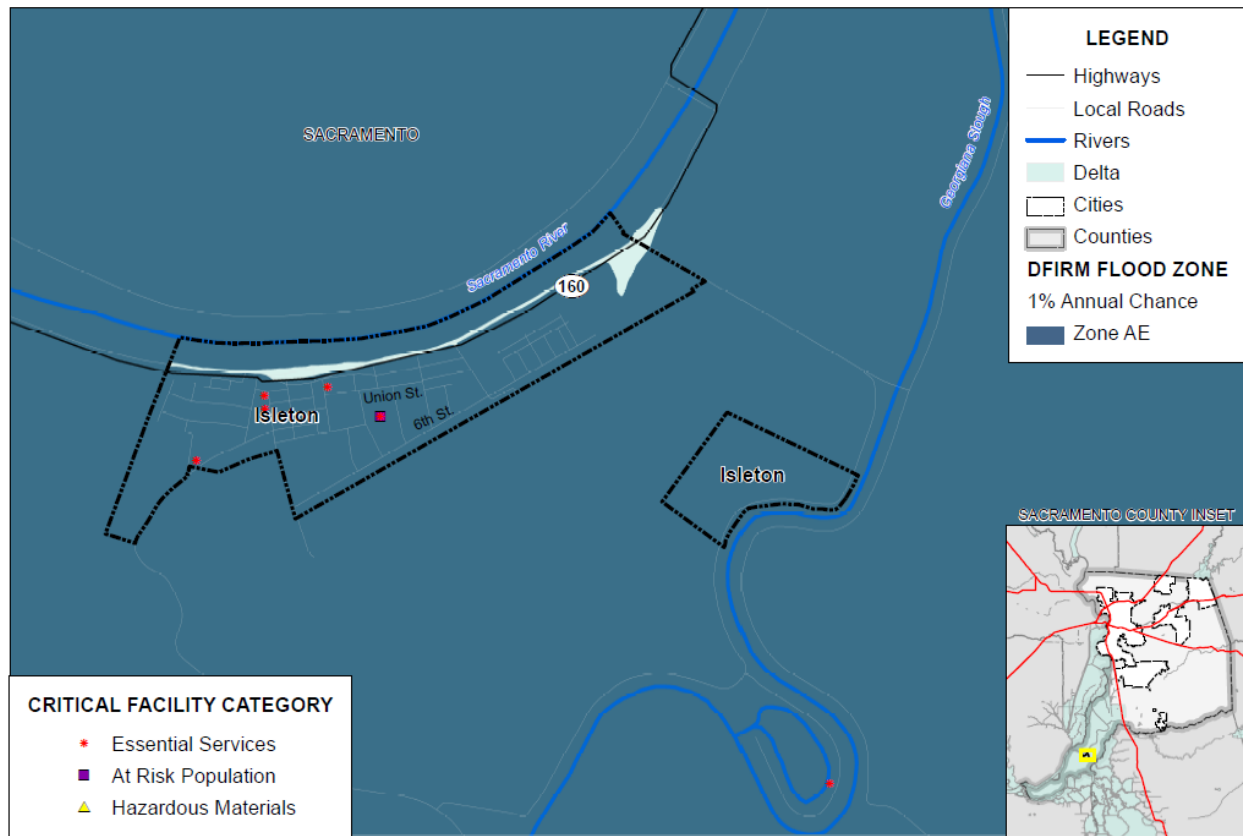 SACRAMENTO
Sacramento River
Georgiana Slough
160
Union St.
6th St.
Isleton
Isleton
LEGEND
Highways
Local Roads
Rivers
Delta
Cities
Counties
DFIRM FLOOD ZONE
1% Annual Chance
Zone AE
CRITICAL FACILITY CATEGORY
Essential Services
At Risk Population
Hazardous Materials
SACRAMENTO COUNTY INSET